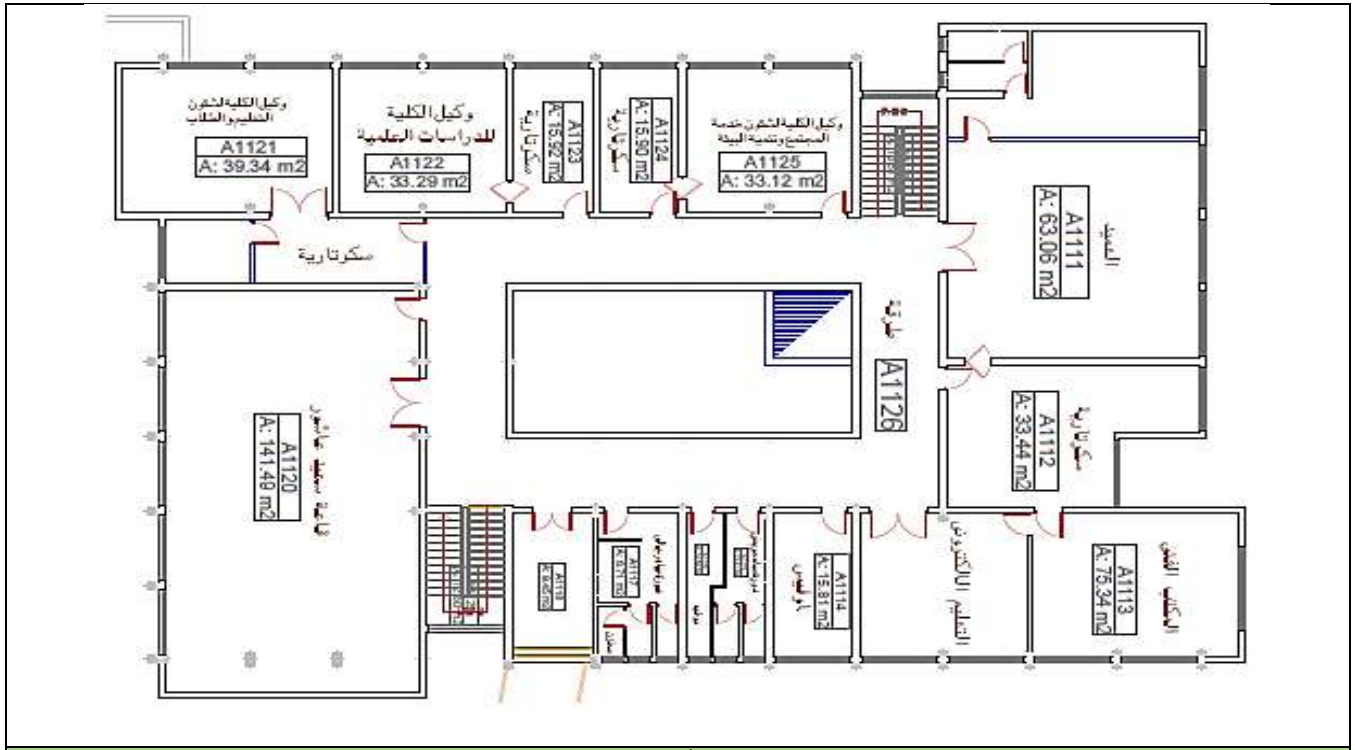 وكيل الكلية لشئون
التعليم والطلاب
A1121
A: 39.34 m2
وكيل الكلية
للدراسات العلمية
A1122
A: 33.29 m2
A1123
A: 15.92 m2
سكرتارية
A1124
A: 15.90 m2
سكرتارية
وكيل الكلية لشئون خدمة
المجتمع وتنمية البيئة
A1125
A: 33.12 m2
العميد
A1111
A: 63.06 m2
سكرتارية
طرقة
A1126
سكرتارية
A1112
A: 33.44 m2
A1120
A: 141.49 m2
A1117
A1114
A: 15.81 m2
التعليم الالكتروني
A1113
A: 75.34 m2
المكتب الفني